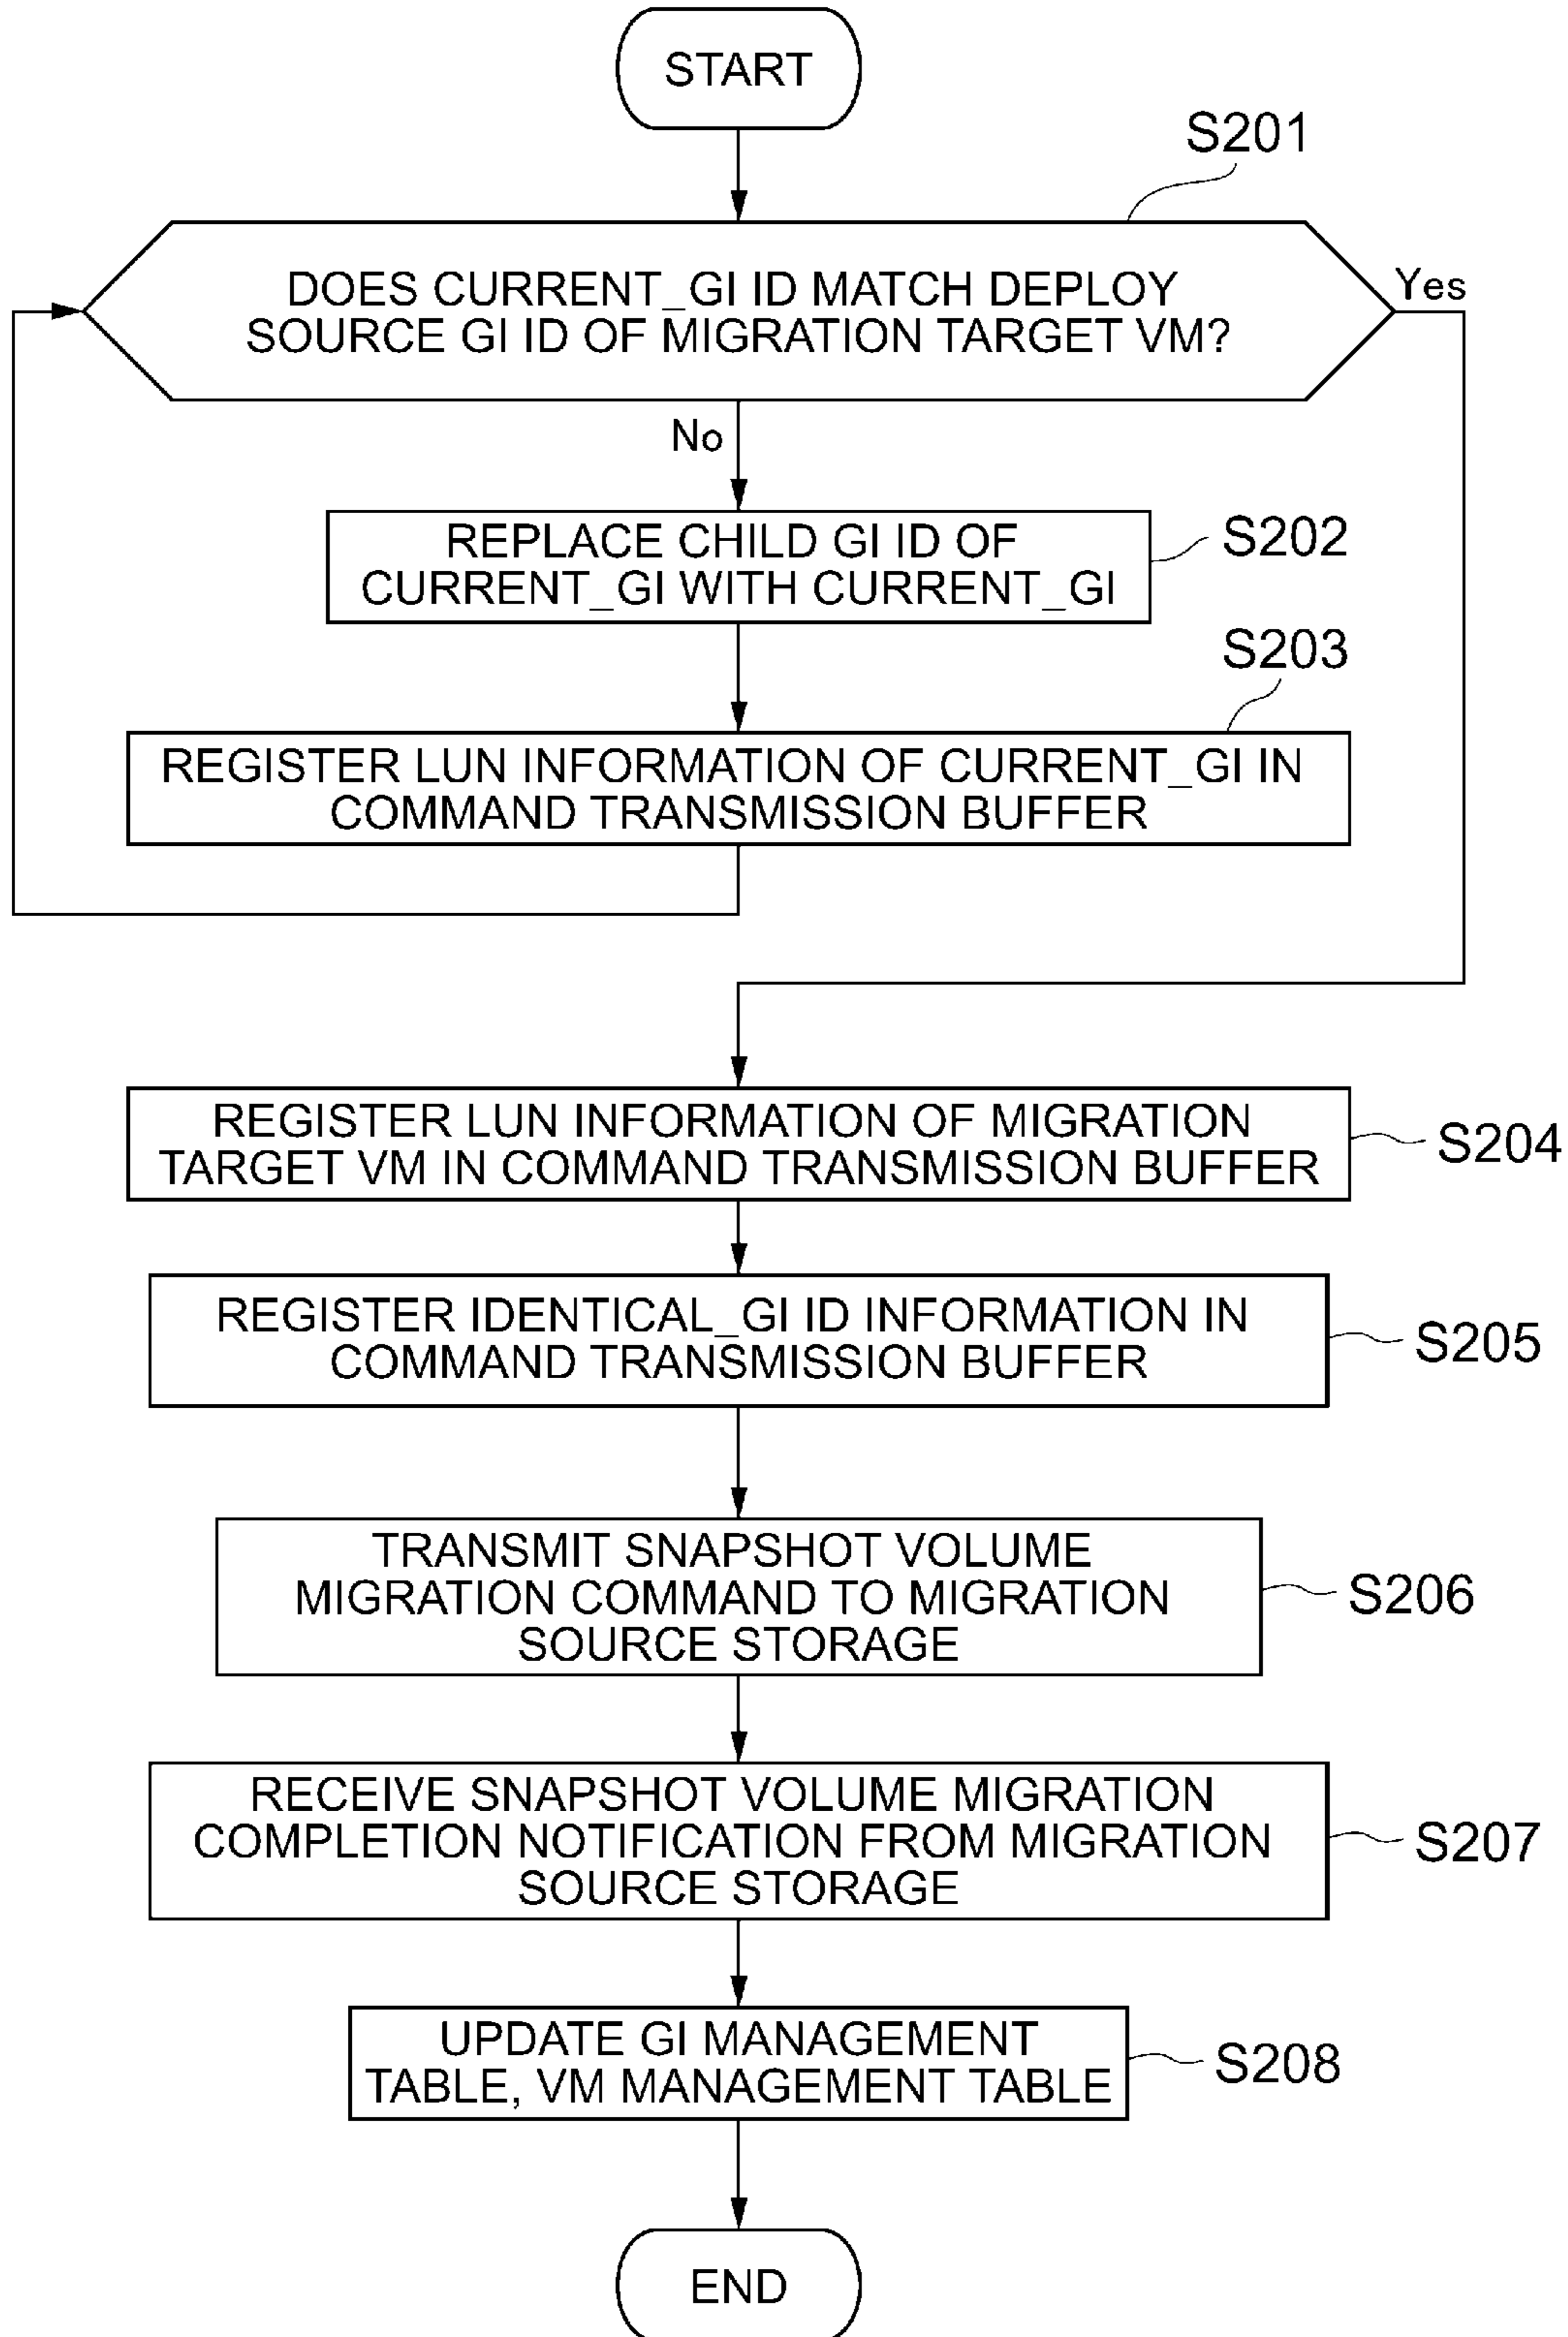 START
S201
DOES CURRENT_GI ID MATCH DEPLOY
SOURCE GI ID OF MIGRATION TARGET VM?
Yes
No
REPLACE CHILD GI ID OF
CURRENT_GI WITH CURRENT_GI
S202
S203
REGISTER LUN INFORMATION OF CURRENT_GI IN
COMMAND TRANSMISSION BUFFER
REGISTER LUN INFORMATION OF MIGRATION
TARGET VM IN COMMAND TRANSMISSION BUFFER
S204
REGISTER IDENTICAL_GI ID INFORMATION IN
COMMAND TRANSMISSION BUFFER
S205
TRANSMIT SNAPSHOT VOLUME
MIGRATION COMMAND TO MIGRATION
SOURCE STORAGE
S206
RECEIVE SNAPSHOT VOLUME MIGRATION
COMPLETION NOTIFICATION FROM MIGRATION
SOURCE STORAGE
S207
UPDATE GI MANAGEMENT
TABLE, VM MANAGEMENT TABLE
S208
END